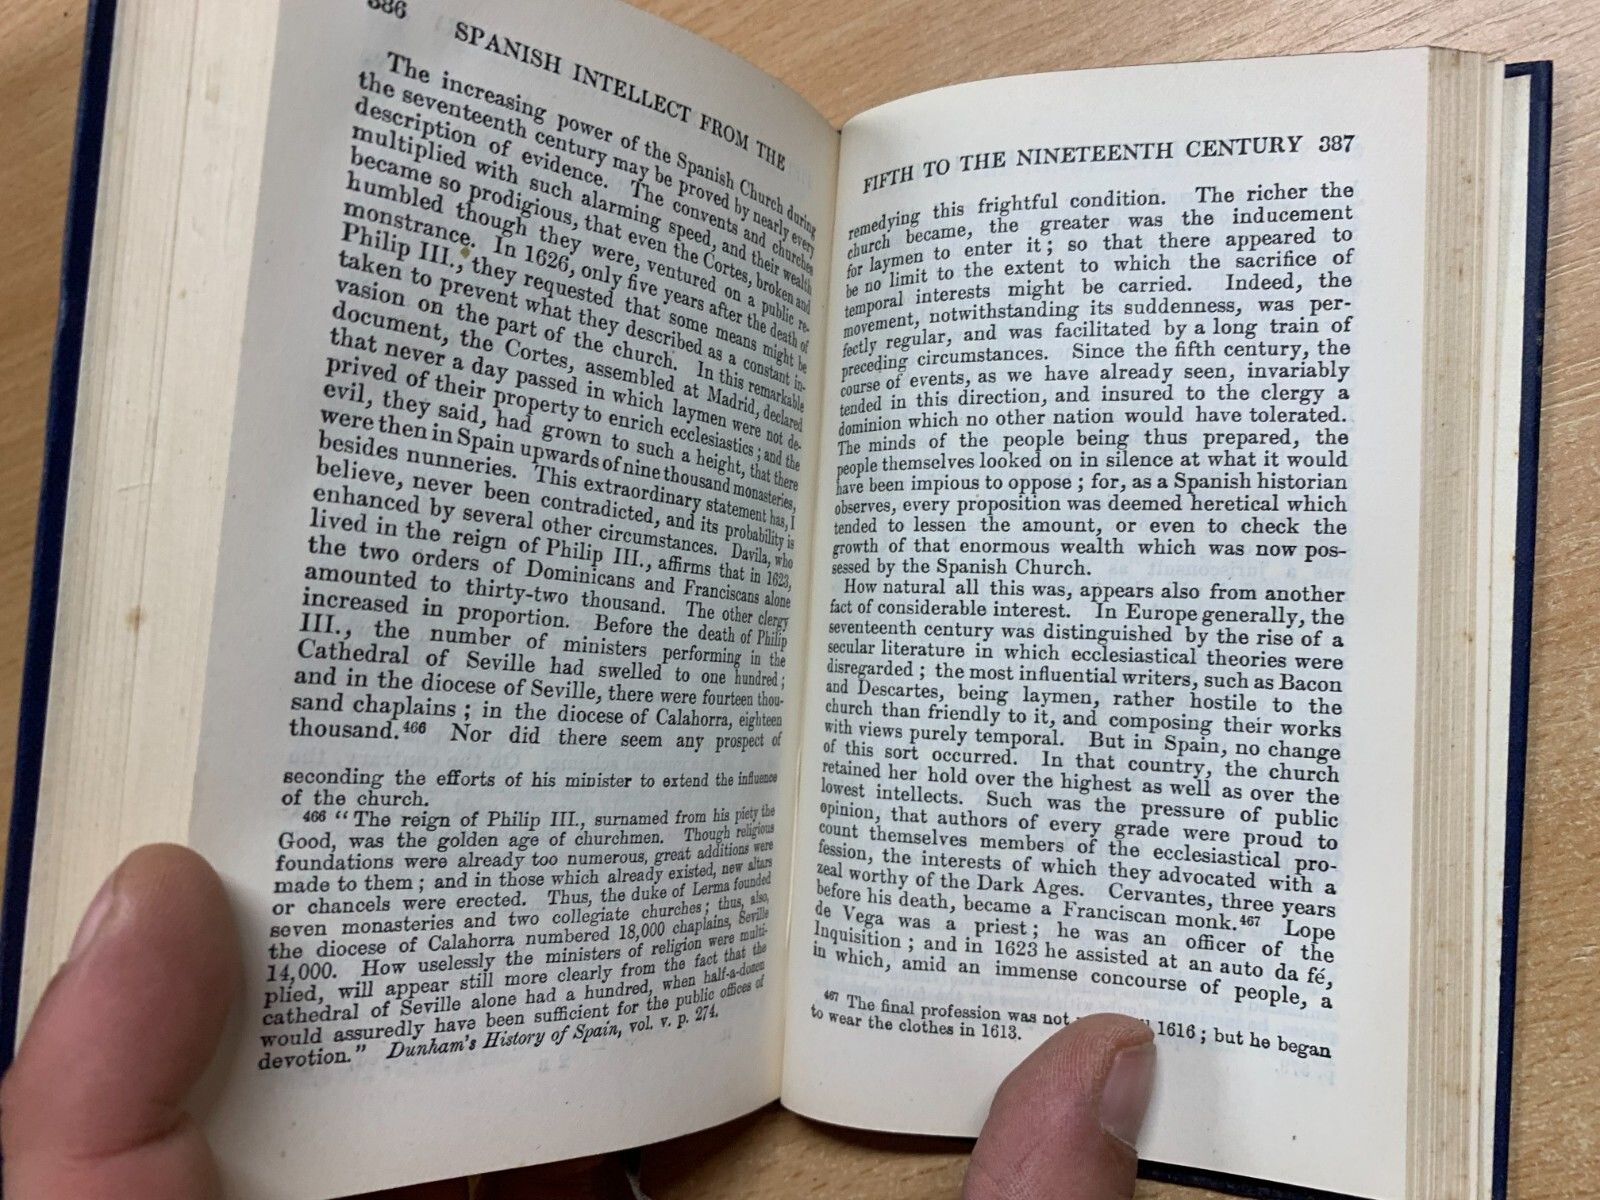 386
SPANISH INTELLECT FROM THE
The increasing power of the Spanish Church during
the seventeenth century may be proved by nearly every
description of evidence. The convents and churches
multiplied with such alarming speed, and their wealth
became so prodigious, that even the Cortes, broken and
humbled though they were, ventured on a public re-
monstrance. In 1626, only five years after the death of
Philip III., they requested that some means might be
taken to prevent what they described as a constant in-
vasion on the part of the church. In this remarkable
document, the Cortes, assembled at Madrid, declared
that never a day passed in which laymen were not de-
prived of their property to enrich ecclesiastics; and the
evil, they said, had grown to such a height, that there
were then in Spain upwards of nine thousand monasteries,
besides nunneries. This extraordinary statement has, I
believe, never been contradicted, and its probability is
enhanced by several other circumstances. Davila, who
lived in the reign of Philip III., affirms that in 1623,
the two orders of Dominicans and Franciscans alone
amounted to thirty-two thousand. The other clergy
increased in proportion. Before the death of Philip
III., the number of ministers performing in the
Cathedral of Seville had swelled to one hundred;
and in the diocese of Seville, there were fourteen thou-
sand chaplains; in the diocese of Calahorra, eighteen
thousand.466 Nor did there seem any prospect of
seconding the efforts of his minister to extend the influence
of the church.
466 "The reign of Philip III., surnamed from his piety the
Good, was the golden age of churchmen. Though religious
foundations were already too numerous, great additions were
made to them; and in those which already existed, new altars
or chancels were erected. Thus, the duke of Lerma founded
seven monasteries and two collegiate churches; thus, also,
the diocese of Calahorra numbered 18,000 chaplains, Seville
14,000. How uselessly the ministers of religion were multi-
plied, will appear still more clearly from the fact that the
cathedral of Seville alone had a hundred, when half-a-dozen
would assuredly have been sufficient for the public offices of
devotion." Dunham's History of Spain, vol. v. p. 274.
FIFTH TO THE NINETEENTH CENTURY 387
remedying this frightful condition. The richer the
church became, the greater was the inducement
for laymen to enter it; so that there appeared to
be no limit to the extent to which the sacrifice of
temporal interests might be carried. Indeed, the
movement, notwithstanding its suddenness, was per-
fectly regular, and was facilitated by a long train of
preceding circumstances. Since the fifth century, the
course of events, as we have already seen, invariably
tended in this direction, and insured to the clergy a
dominion which no other nation would have tolerated.
The minds of the people being thus prepared, the
people themselves looked on in silence at what it would
have been impious to oppose; for, as a Spanish historian
observes, every proposition was deemed heretical which
tended to lessen the amount, or even to check the
growth of that enormous wealth which was now pos-
sessed by the Spanish Church.
How natural all this was, appears also from another
fact of considerable interest. In Europe generally, the
seventeenth century was distinguished by the rise of a
secular literature in which ecclesiastical theories were
disregarded; the most influential writers, such as Bacon
and Descartes, being laymen, rather hostile to the
church than friendly to it, and composing their works
with views purely temporal. But in Spain, no change
of this sort occurred. In that country, the church
retained her hold over the highest as well as over the
lowest intellects. Such was the pressure of public
opinion, that authors of every grade were proud to
count themselves members of the ecclesiastical pro-
fession, the interests of which they advocated with a
zeal worthy of the Dark Ages. Cervantes, three years
before his death, became a Franciscan monk.467 Lope
de Vega was a priest; he was an officer of the
Inquisition; and in 1623 he assisted at an auto da fé,
in which, amid an immense concourse of people, a
467 The final profession was not 1616; but he began
to wear the clothes in 1613.